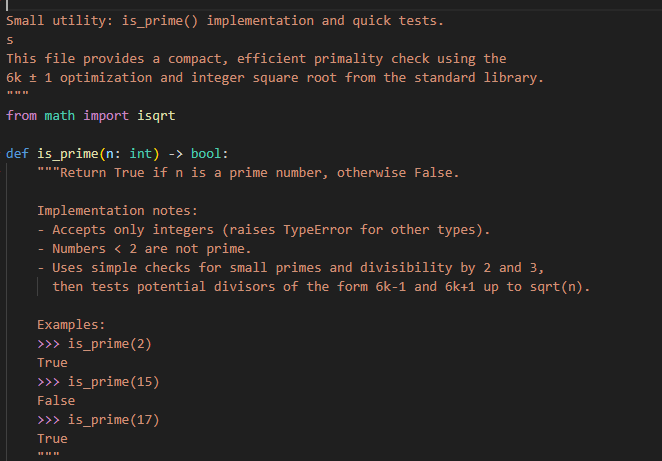 Small utility: is_prime() implementation and quick tests.
s
This file provides a compact, efficient primality check using the
6k ± 1 optimization and integer square root from the standard library.
"""
from math import isqrt

def is_prime(n: int) -> bool:
    """Return True if n is a prime number, otherwise False.

    Implementation notes:
    - Accepts only integers (raises TypeError for other types).
    - Numbers < 2 are not prime.
    - Uses simple checks for small primes and divisibility by 2 and 3,
      then tests potential divisors of the form 6k-1 and 6k+1 up to sqrt(n).

    Examples:
    >>> is_prime(2)
    True
    >>> is_prime(15)
    False
    >>> is_prime(17)
    True
    """